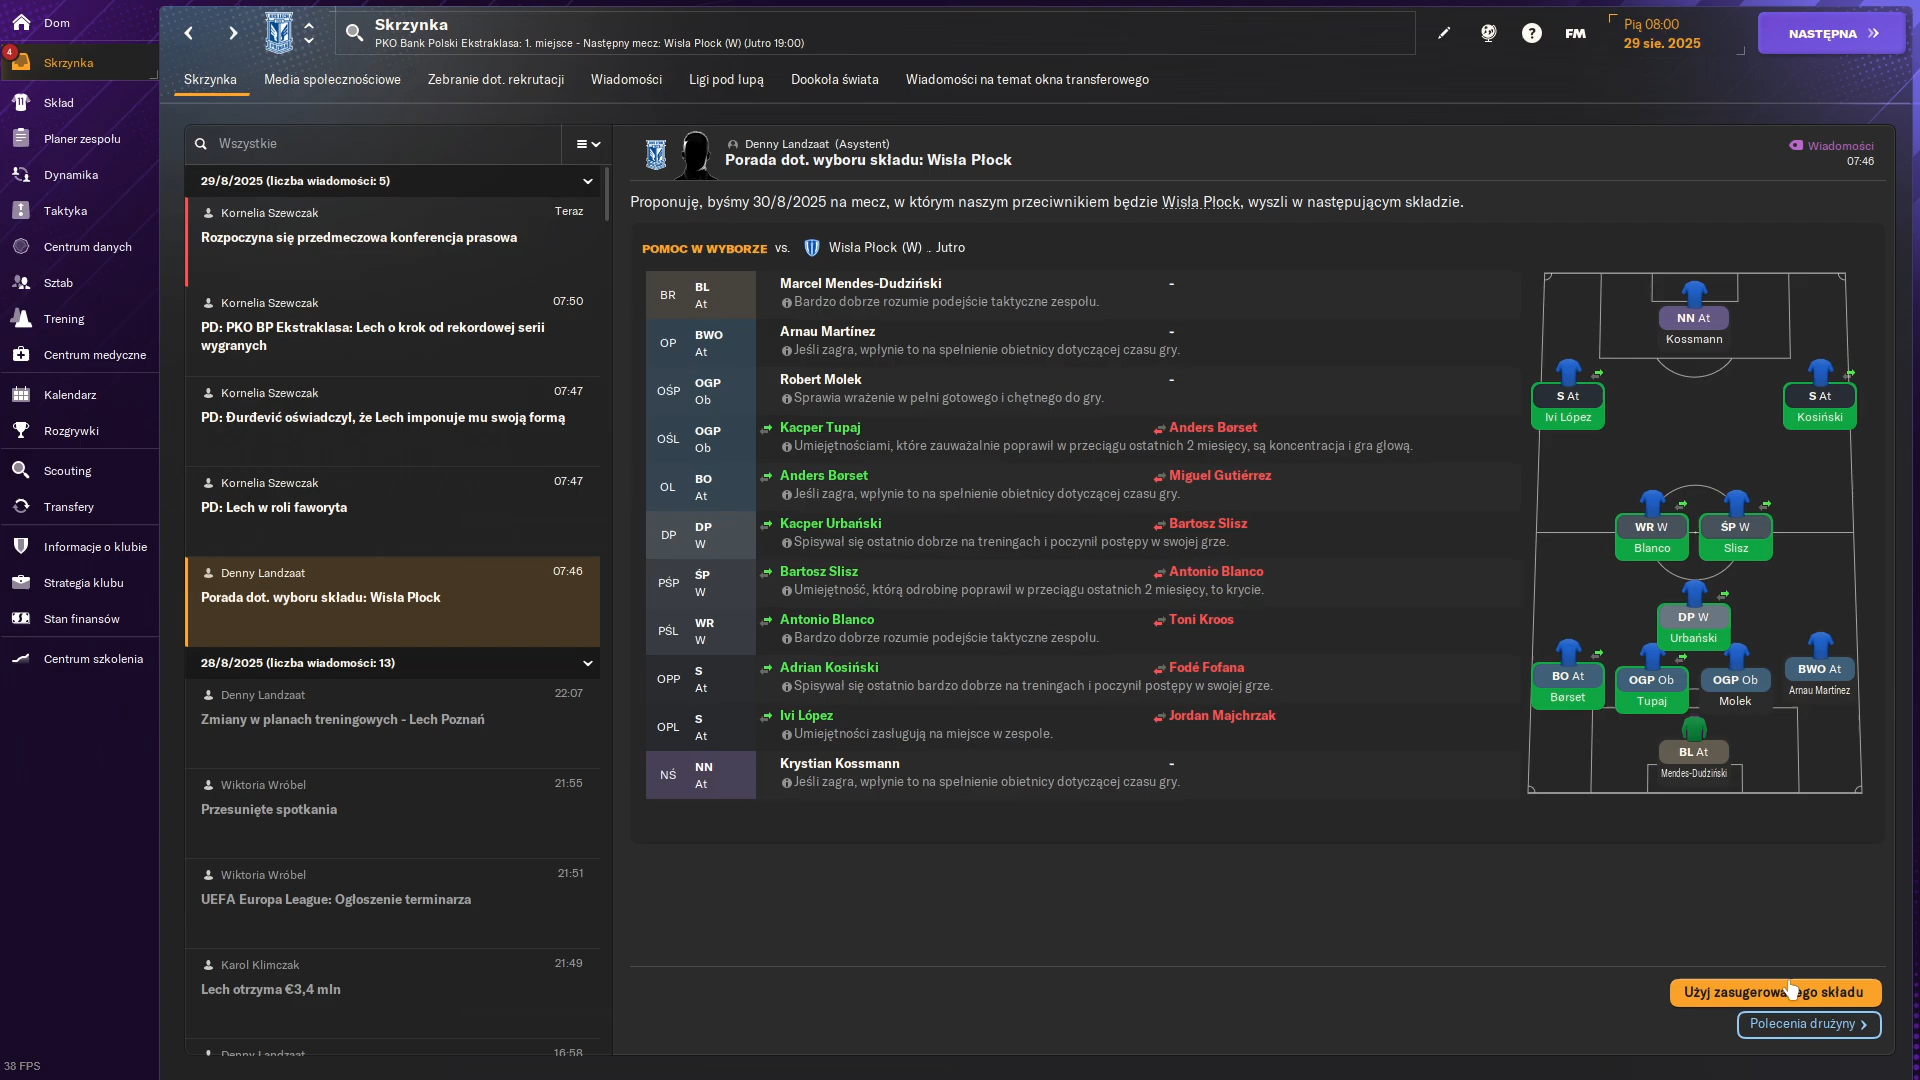 Dom
4
Skrzynka
Skład
Planer zespołu
Dynamika
Taktyka
Centrum danych
Sztab
Trening
Centrum medyczne
Kalendarz
Rozgrywki
Scouting
Transfery
Informacje o klubie
Strategia klubu
Stan finansów
Centrum szkolenia
38 FPS
Skrzynka
PKO Bank Polski Ekstraklasa: 1. miejsce - Następny mecz: Wisła Płock (W) (Jutro 19:00)
FM
Pią 08:00
29 sie. 2025
NASTĘPNA
Skrzynka
Media społecznościowe
Zebranie dot. rekrutacji
Wiadomości
Ligi pod lupą
Dookoła świata
Wiadomości na temat okna transferowego
Wszystkie
29/8/2025 (liczba wiadomości: 5)
Kornelia Szewczak
Teraz
Rozpoczyna się przedmeczowa konferencja prasowa
Kornelia Szewczak
07:50
PD: PKO BP Ekstraklasa: Lech o krok od rekordowej serii
wygranych
Kornelia Szewczak
07:47
PD: Đurđević oświadczył, że Lech imponuje mu swoją formą
Kornelia Szewczak
07:47
PD: Lech w roli faworyta
Denny Landzaat
07:46
Porada dot. wyboru składu: Wisła Płock
28/8/2025 (liczba wiadomości: 13)
Denny Landzaat
22:07
Zmiany w planach treningowych - Lech Poznań
Wiktoria Wróbel
21:55
Przesunięte spotkania
Wiktoria Wróbel
21:51
UEFA Europa League: Ogłoszenie terminarza
Karol Klimczak
21:49
Lech otrzyma €3,4 mln
Denny Landzaat
16:58
Denny Landzaat (Asystent)
Porada dot. wyboru składu: Wisła Płock
Wiadomości
07:46
Proponuję, byśmy 30/8/2025 na mecz, w którym naszym przeciwnikiem będzie Wisła Płock, wyszli w następującym składzie.
POMOC W WYBORZE vs. Wisła Płock (W) .. Jutro
BR BL At
Marcel Mendes-Dudziński -
Bardzo dobrze rozumie podejście taktyczne zespołu.
OP BWO At
Arnau Martínez -
Jeśli zagra, wpłynie to na spełnienie obietnicy dotyczącej czasu gry.
OŚP OGP Ob
Robert Molek -
Sprawia wrażenie w pełni gotowego i chętnego do gry.
OŚL OGP Ob
Kacper Tupaj Anders Børset
Umiejętnościami, które zauważalnie poprawił w przeciągu ostatnich 2 miesięcy, są koncentracja i gra głową.
OL BO At
Anders Børset Miguel Gutiérrez
Jeśli zagra, wpłynie to na spełnienie obietnicy dotyczącej czasu gry.
DP DP W
Kacper Urbański Bartosz Slisz
Spisywał się ostatnio dobrze na treningach i poczynił postępy w swojej grze.
PŚP ŚP W
Bartosz Slisz Antonio Blanco
Umiejętność, którą odrobinę poprawił w przeciągu ostatnich 2 miesięcy, to krycie.
PŚL WR W
Antonio Blanco Toni Kroos
Bardzo dobrze rozumie podejście taktyczne zespołu.
OPP S At
Adrian Kosiński Fodé Fofana
Spisywał się ostatnio bardzo dobrze na treningach i poczynił postępy w swojej grze.
OPL S At
Ivi López Jordan Majchrzak
Umiejętności zasługują na miejsce w zespole.
NŚ NN At
Krystian Kossmann -
Jeśli zagra, wpłynie to na spełnienie obietnicy dotyczącej czasu gry.
NN At
Kossmann
S At
Ivi López
S At
Kosiński
WR W
Blanco
ŚP W
Slisz
DP W
Urbański
BO At
Børset
OGP Ob
Tupaj
OGP Ob
Molek
BWO At
Arnau Martínez
BL At
Mendes-Dudziński
Użyj zasugerowanego składu
Polecenia drużyny